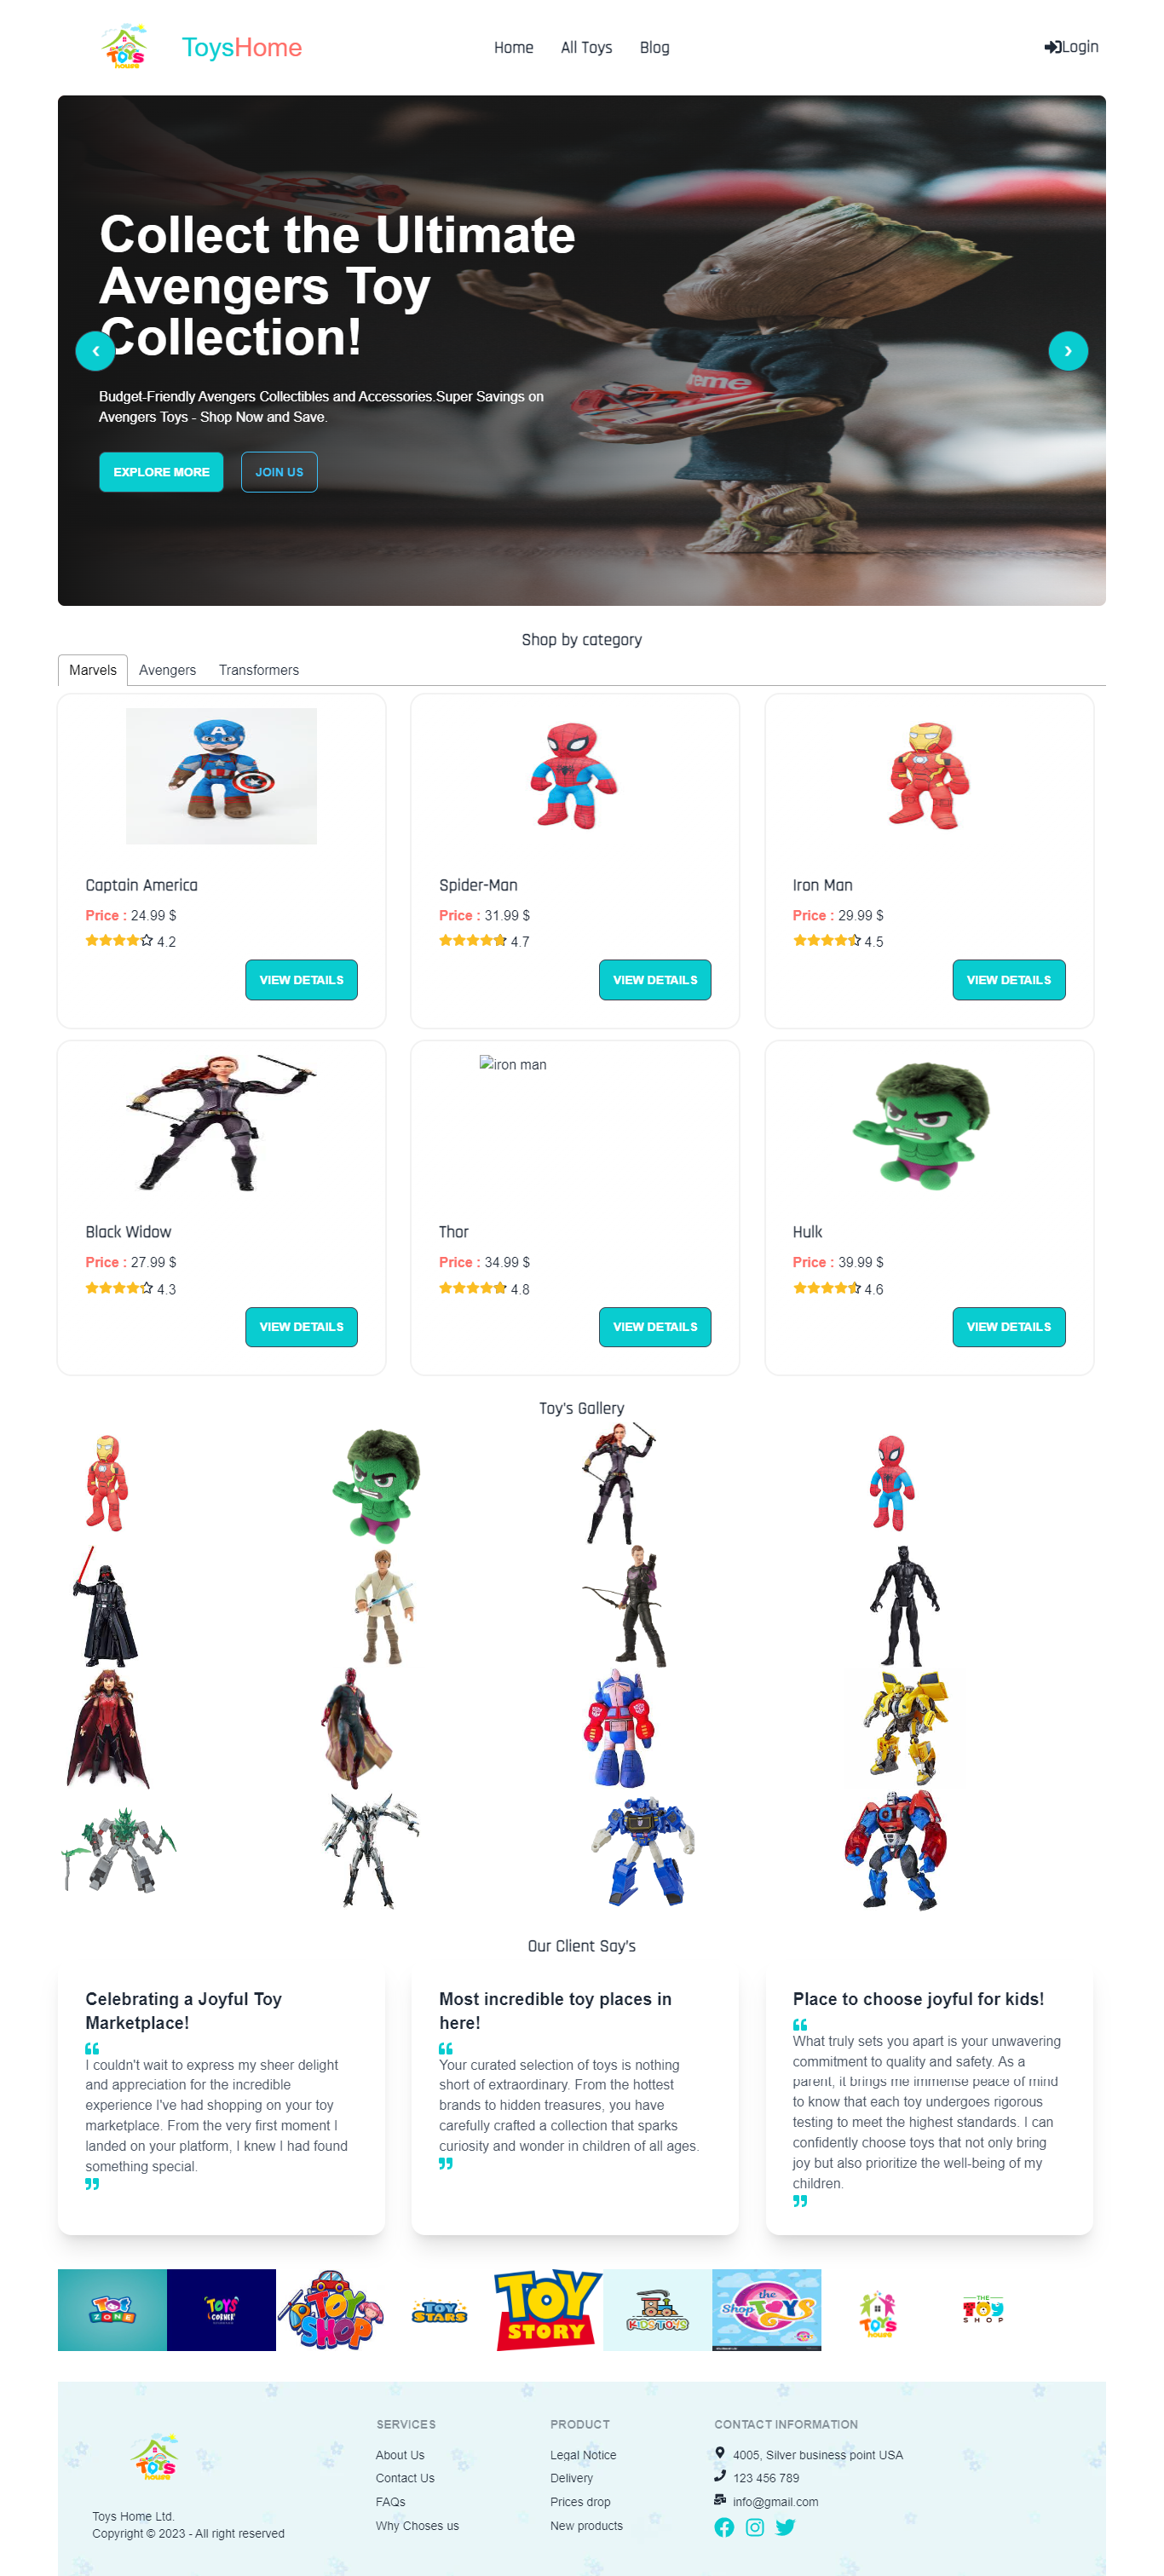 TOYS
house
ToysHome
Home
All Toys
Blog
Login
Collect the Ultimate
Avengers Toy
Collection!
‹
›
Budget-Friendly Avengers Collectibles and Accessories.Super Savings on
Avengers Toys - Shop Now and Save.
EXPLORE MORE
JOIN US
reme
Shop by category
Marvels
Avengers
Transformers
Captain America
Price : 24.99 $
4.2
VIEW DETAILS
Spider-Man
Price : 31.99 $
4.7
VIEW DETAILS
Iron Man
Price : 29.99 $
4.5
VIEW DETAILS
Black Widow
Price : 27.99 $
4.3
VIEW DETAILS
iron man
Thor
Price : 34.99 $
4.8
VIEW DETAILS
Hulk
Price : 39.99 $
4.6
VIEW DETAILS
Toy's Gallery
Our Client Say's
Celebrating a Joyful Toy
Marketplace!
I couldn't wait to express my sheer delight
and appreciation for the incredible
experience I've had shopping on your toy
marketplace. From the very first moment I
landed on your platform, I knew I had found
something special.
Most incredible toy places in
here!
Your curated selection of toys is nothing
short of extraordinary. From the hottest
brands to hidden treasures, you have
carefully crafted a collection that sparks
curiosity and wonder in children of all ages.
Place to choose joyful for kids!
What truly sets you apart is your unwavering
commitment to quality and safety. As a
parent, it brings me immense peace of mind
to know that each toy undergoes rigorous
testing to meet the highest standards. I can
confidently choose toys that not only bring
joy but also prioritize the well-being of my
children.
TOY
ZONE
TOYS
CORNER
TOY
SHOP
TOY
STARS
TOY
STORY
KIDS TOYS
the
Shop TOYS
TOYS
house
THE
TOY
SHOP
TOYS
house
Toys Home Ltd.
Copyright © 2023 - All right reserved
SERVICES
About Us
Contact Us
FAQs
Why Choses us
PRODUCT
Legal Notice
Delivery
Prices drop
New products
CONTACT INFORMATION
4005, Silver business point USA
123 456 789
info@gmail.com